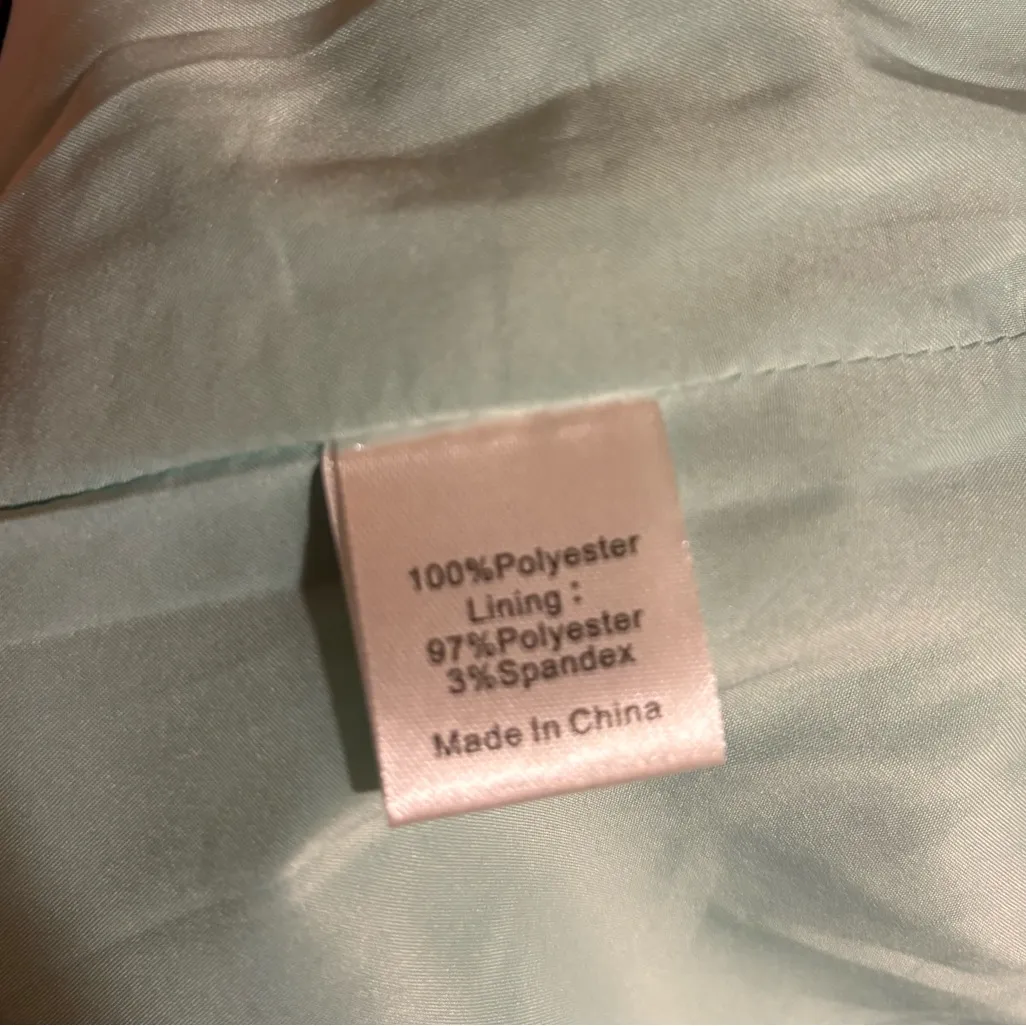 100%Polyester
Lining :
97%Polyester
3%Spandex
Made In China